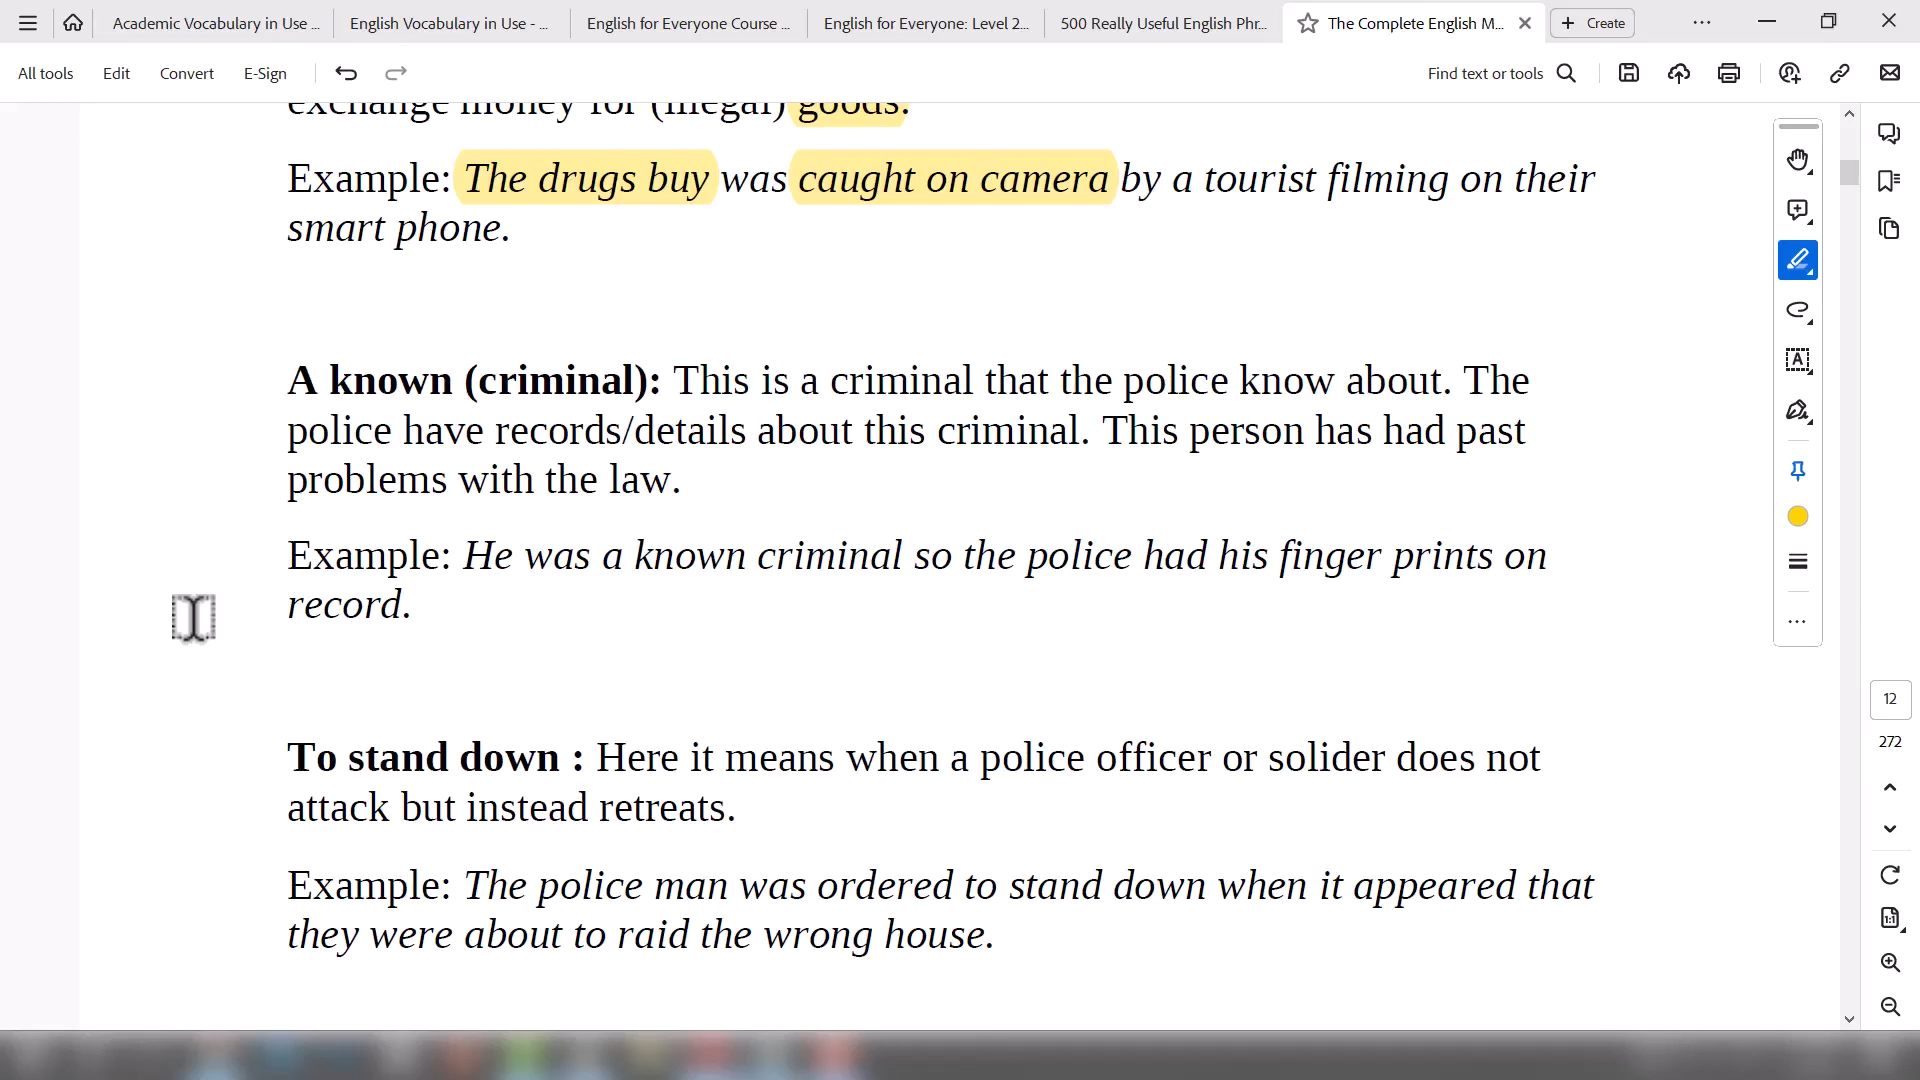 Academic Vocabulary in Use ...
English Vocabulary in Use - ...
English for Everyone Course ...
English for Everyone: Level 2...
500 Really Useful English Phr...
The Complete English M...
Create
All tools
Edit
Convert
E-Sign
Find text or tools
exchange money for (illegal) goods.
Example: The drugs buy was caught on camera by a tourist filming on their
smart phone.
A known (criminal): This is a criminal that the police know about. The
police have records/details about this criminal. This person has had past
problems with the law.
Example: He was a known criminal so the police had his finger prints on
record.
To stand down : Here it means when a police officer or solider does not
attack but instead retreats.
Example: The police man was ordered to stand down when it appeared that
they were about to raid the wrong house.
12
272